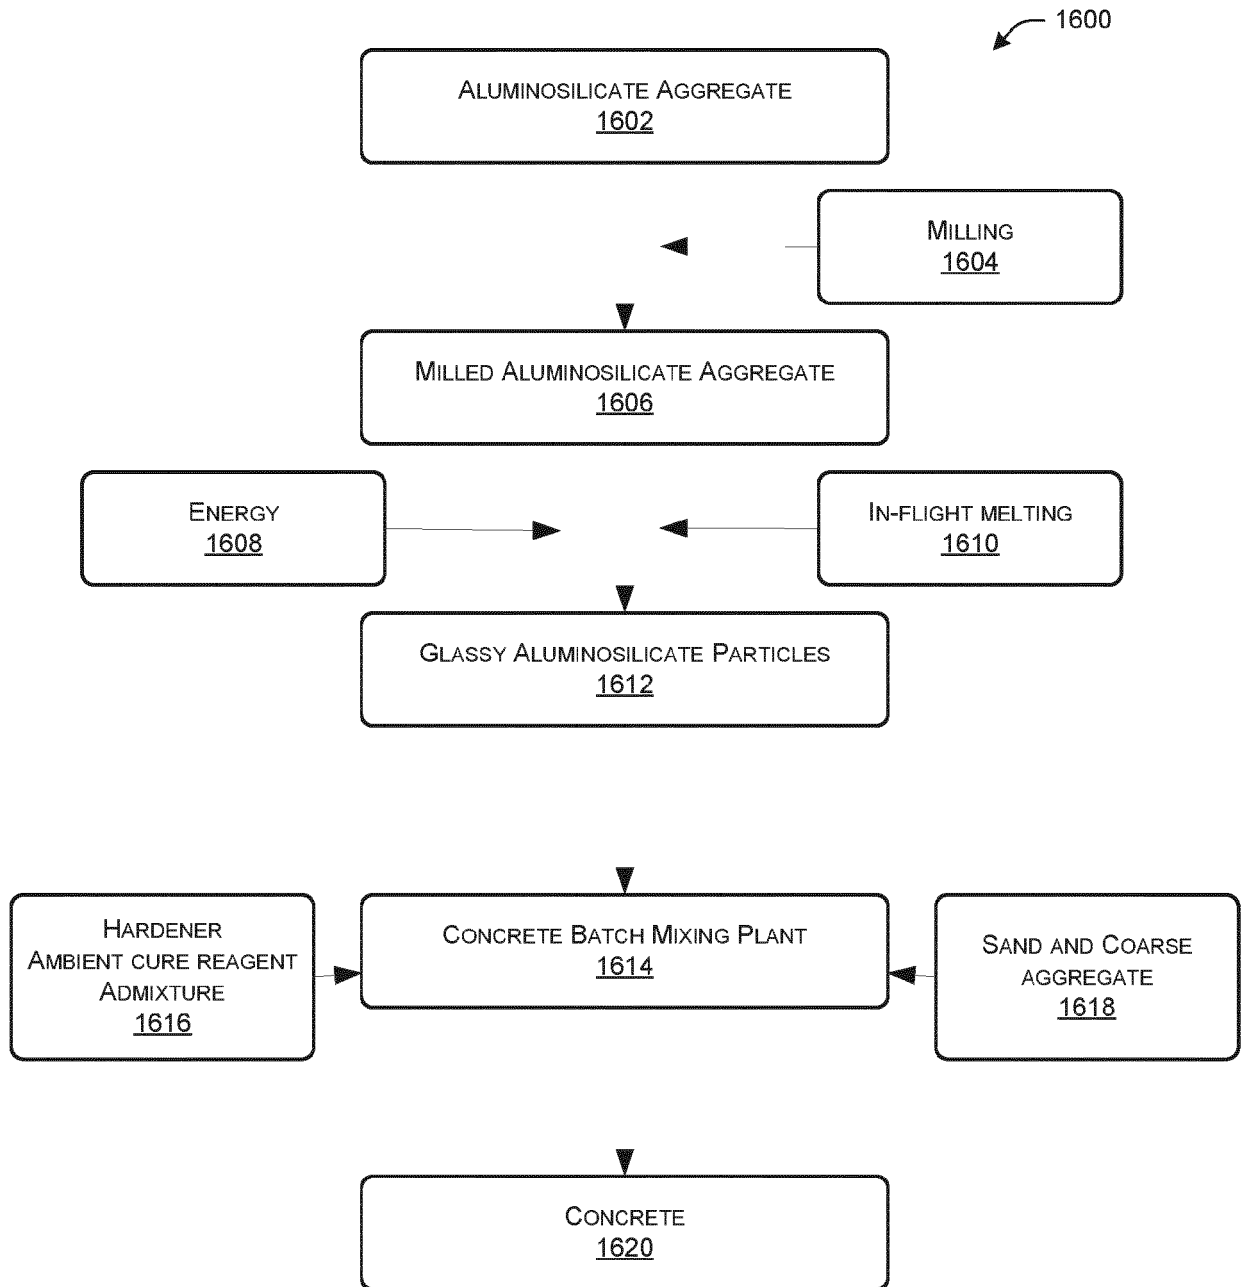 1600
ALUMINOSILICATE AGGREGATE
1602
MILLING
1604
MILLED ALUMINOSILICATE AGGREGATE
1606
ENERGY
1608
IN-FLIGHT MELTING
1610
GLASSY ALUMINOSILICATE PARTICLES
1612
HARDENER
AMBIENT CURE REAGENT
ADMIXTURE
1616
CONCRETE BATCH MIXING PLANT
1614
SAND AND COARSE
AGGREGATE
1618
CONCRETE
1620